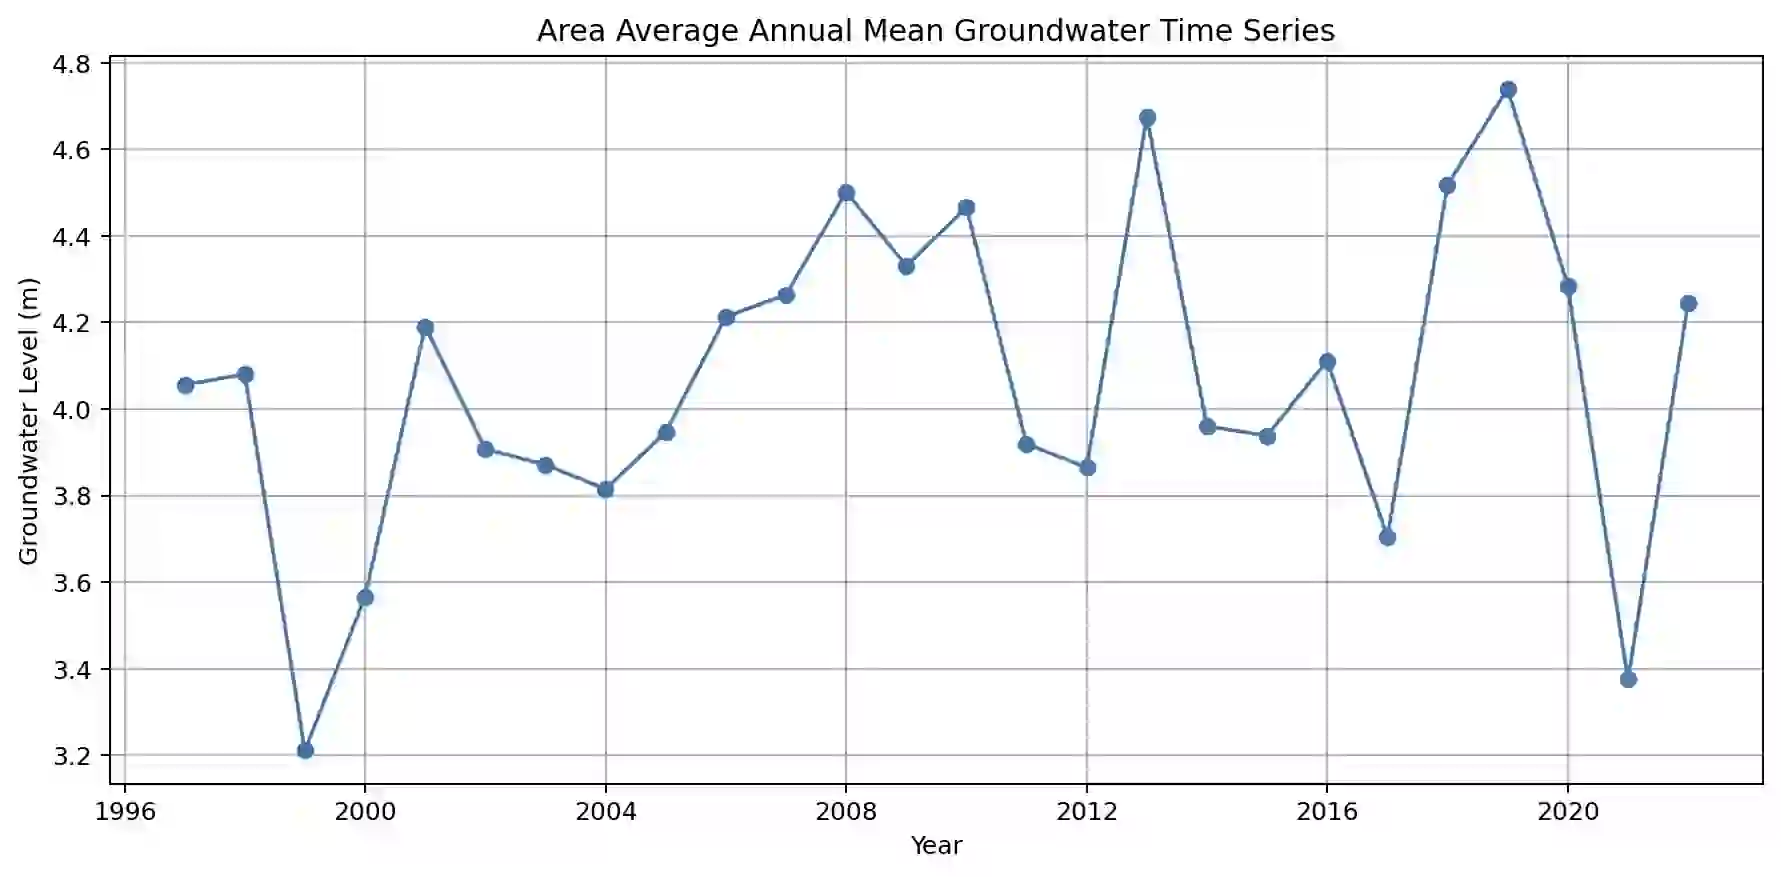 Area Average Annual Mean Groundwater Time Series
Groundwater Level (m)
4.8
4.6
4.4
4.2
4.0
3.8
3.6
3.4
3.2
1996 2000 2004 2008 2012 2016 2020
Year